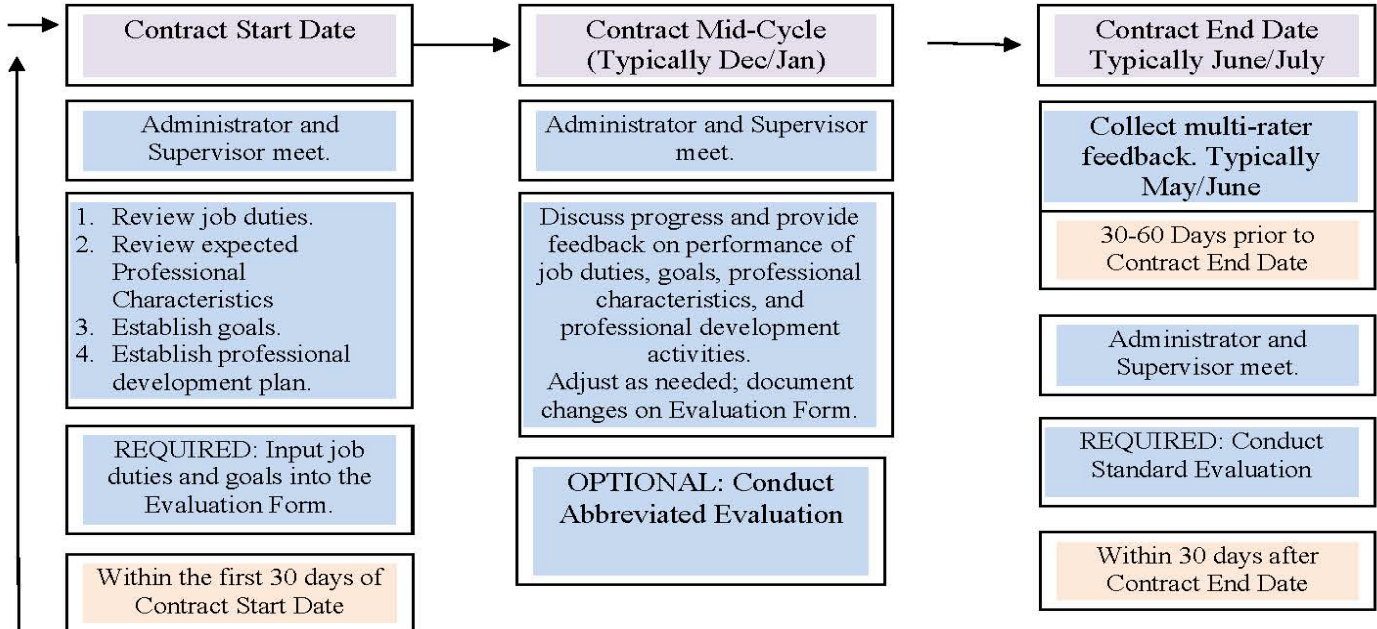 Contract Start Date
Administrator and
Supervisor meet.
1. Review job duties.
2. Review expected
Professional
Characteristics
3. Establish goals.
4. Establish professional
development plan.
REQUIRED: Input job
duties and goals into the
Evaluation Form.
Within the first 30 days of
Contract Start Date
Contract Mid-Cycle
(Typically Dec/Jan)
Administrator and Supervisor
meet.
Discuss progress and provide
feedback on performance of
job duties, goals, professional
characteristics, and
professional development
activities.
Adjust as needed; document
changes on Evaluation Form.
OPTIONAL: Conduct
Abbreviated Evaluation
Contract End Date
Typically June/July
Collect multi-rater
feedback. Typically
May/June
30-60 Days prior to
Contract End Date
Administrator and
Supervisor meet.
REQUIRED: Conduct
Standard Evaluation
Within 30 days after
Contract End Date